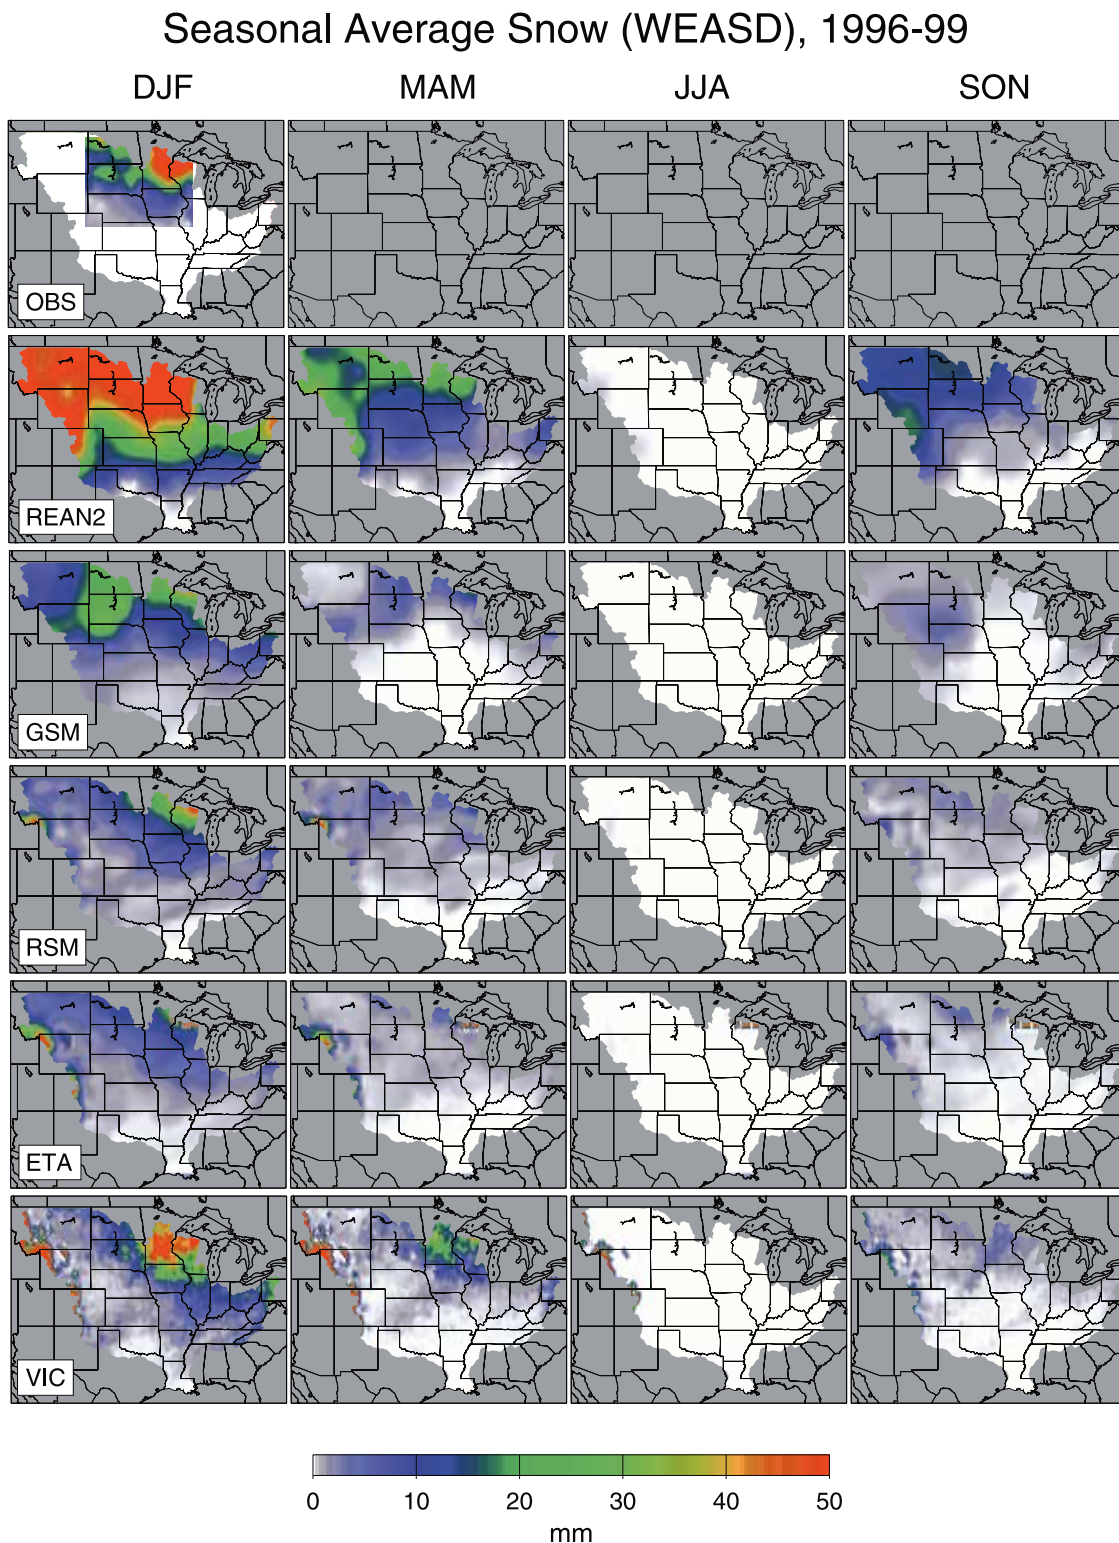 Seasonal Average Snow (WEASD), 1996-99
DJF MAM JJA SON
OBS
REAN2
GSM
RSM
ETA
VIC
0 10 20 30 40 50
mm